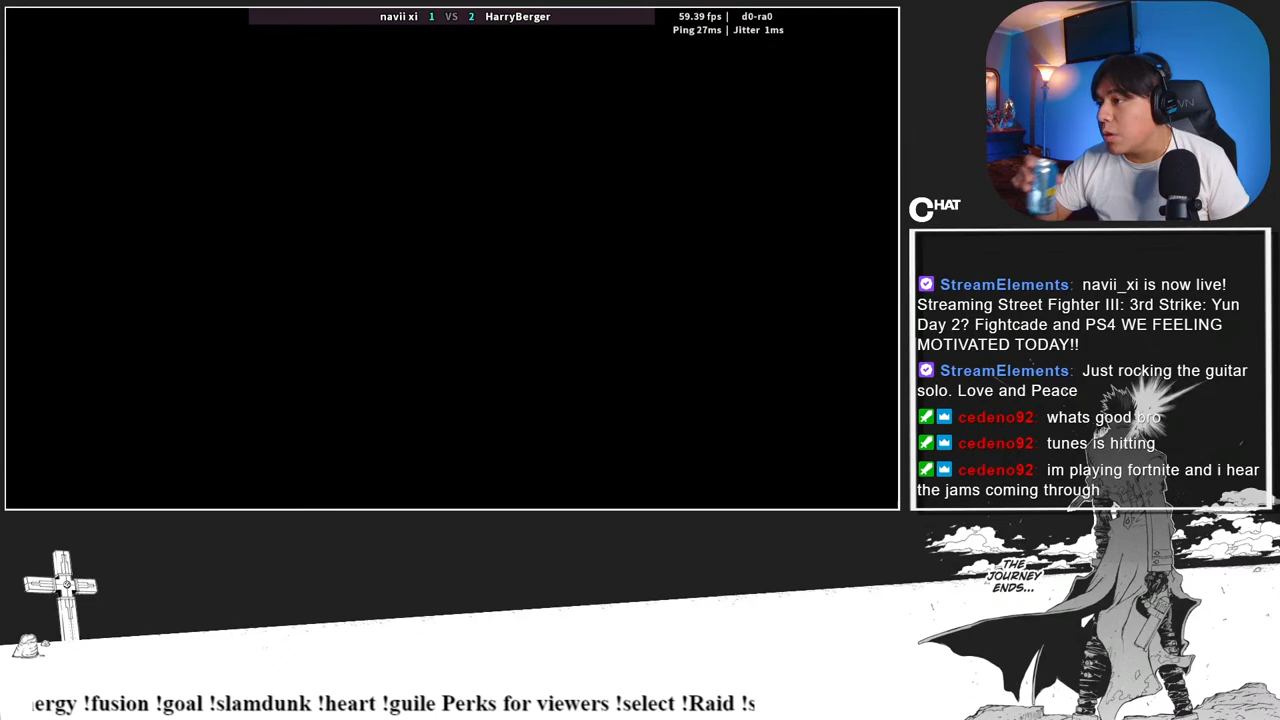 navii xi 1 VS 2 HarryBerger
59.39 fps | d0-ra0
Ping 27ms | Jitter 1ms
CHAT
StreamElements: navii_xi is now live!
Streaming Street Fighter III: 3rd Strike: Yun
Day 2? Fightcade and PS4 WE FEELING
MOTIVATED TODAY!!
StreamElements: Just rocking the guitar
solo. Love and Peace
cedeno92: whats good bro
cedeno92: tunes is hitting
cedeno92: im playing fortnite and i hear
the jams coming through
THE
JOURNEY
ENDS...
ergy !fusion !goal !slamdunk !heart !guile Perks for viewers !select !Raid !s